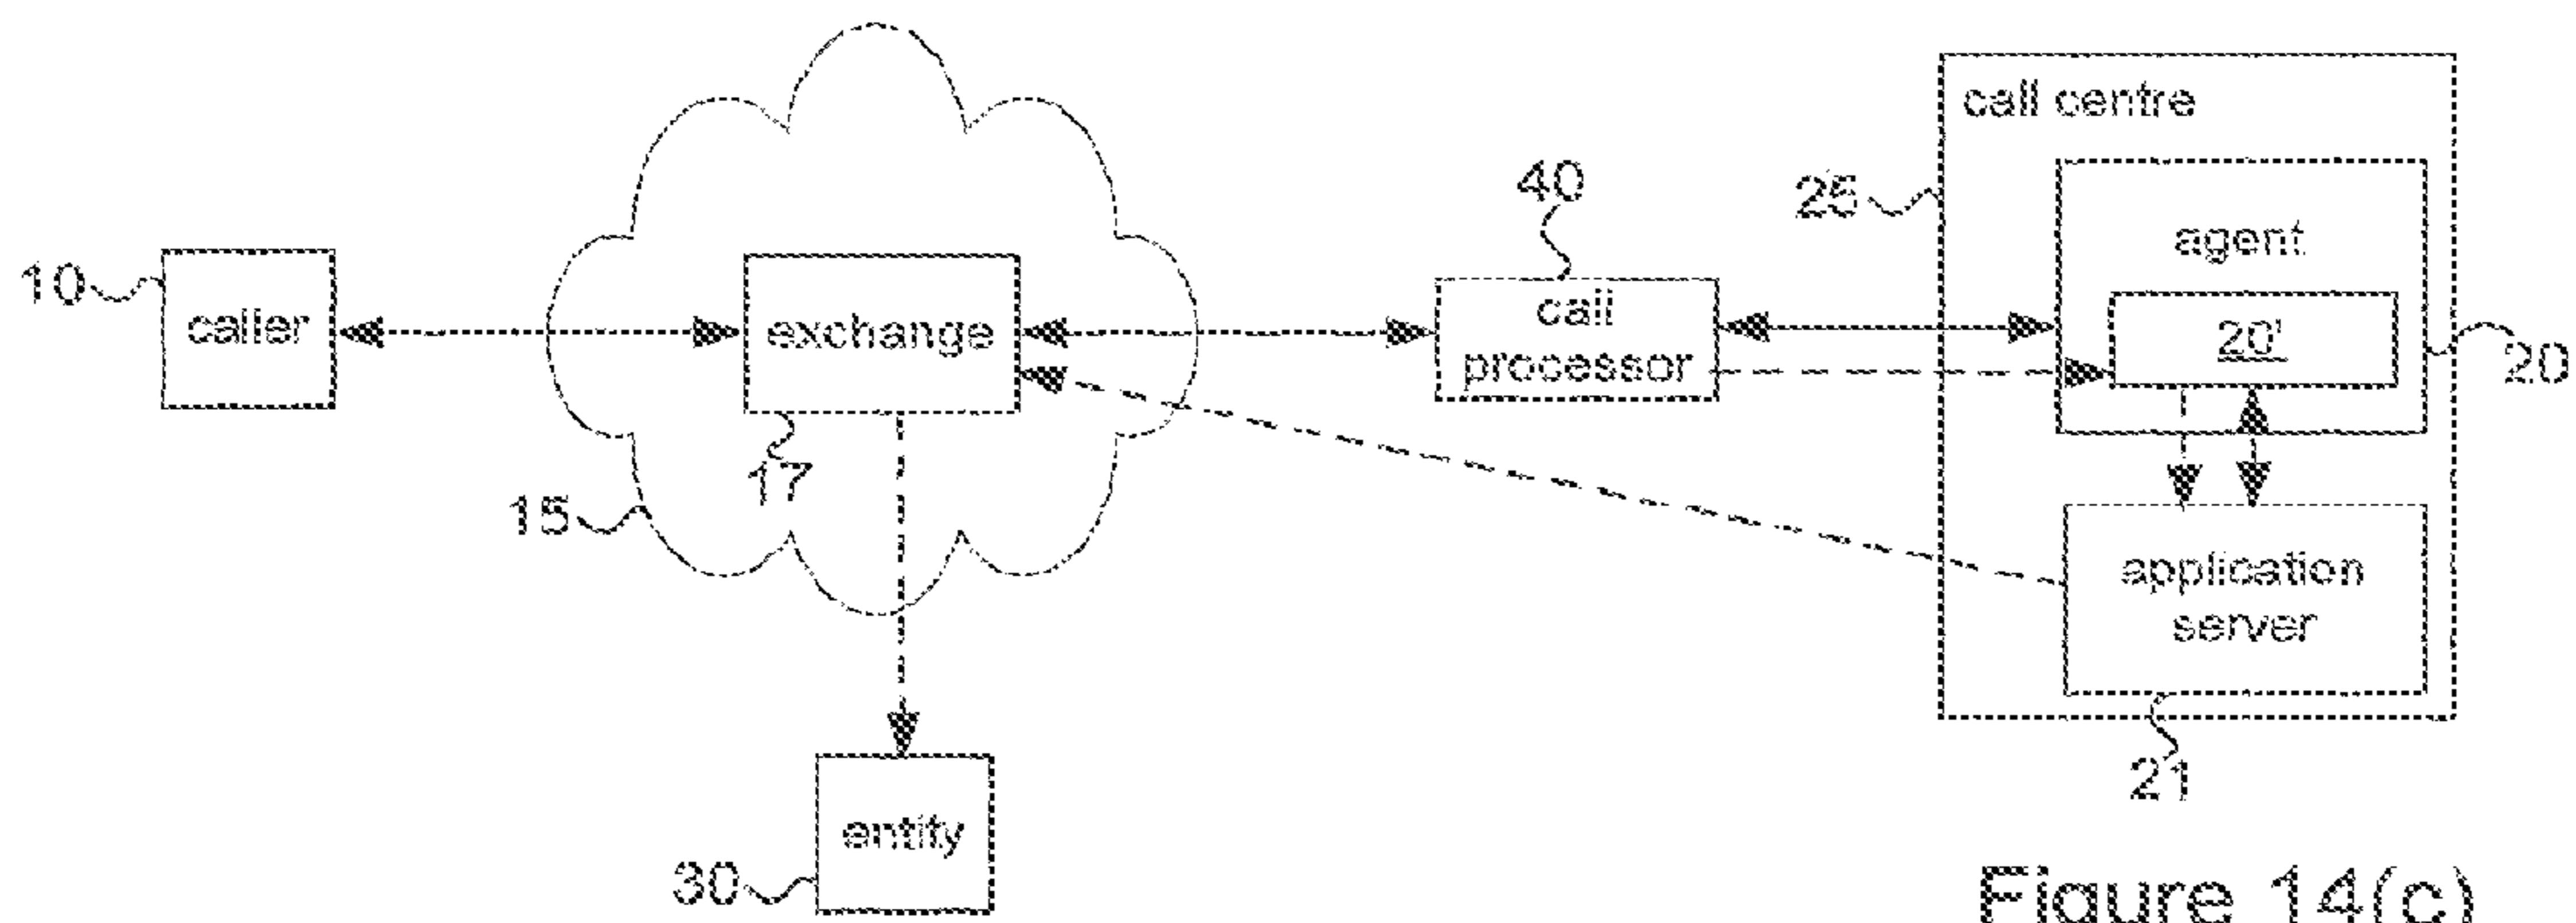 call centre
40
25
agent
10
caller
exchange
call
processor
20'
20
17
15
application
server
21
entity
30
Figure 14(c)